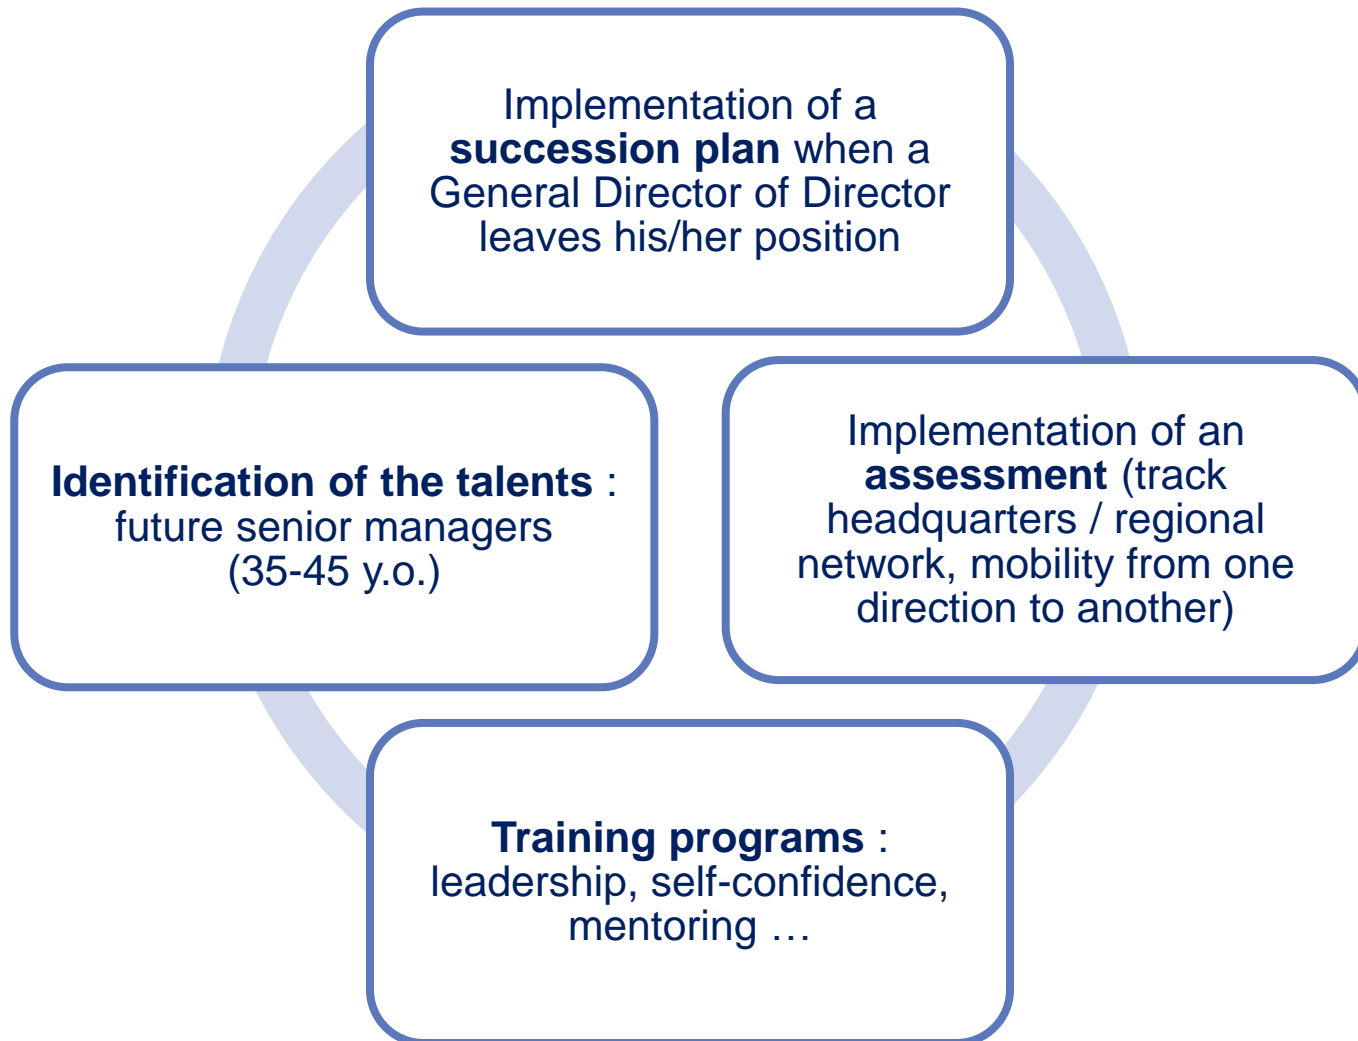 Implementation of a
succession plan when a
General Director of Director
leaves his/her position
Identification of the talents :
future senior managers
(35-45 y.o.)
Implementation of an
assessment (track
headquarters / regional
network, mobility from one
direction to another)
Training programs :
leadership, self-confidence,
mentoring …